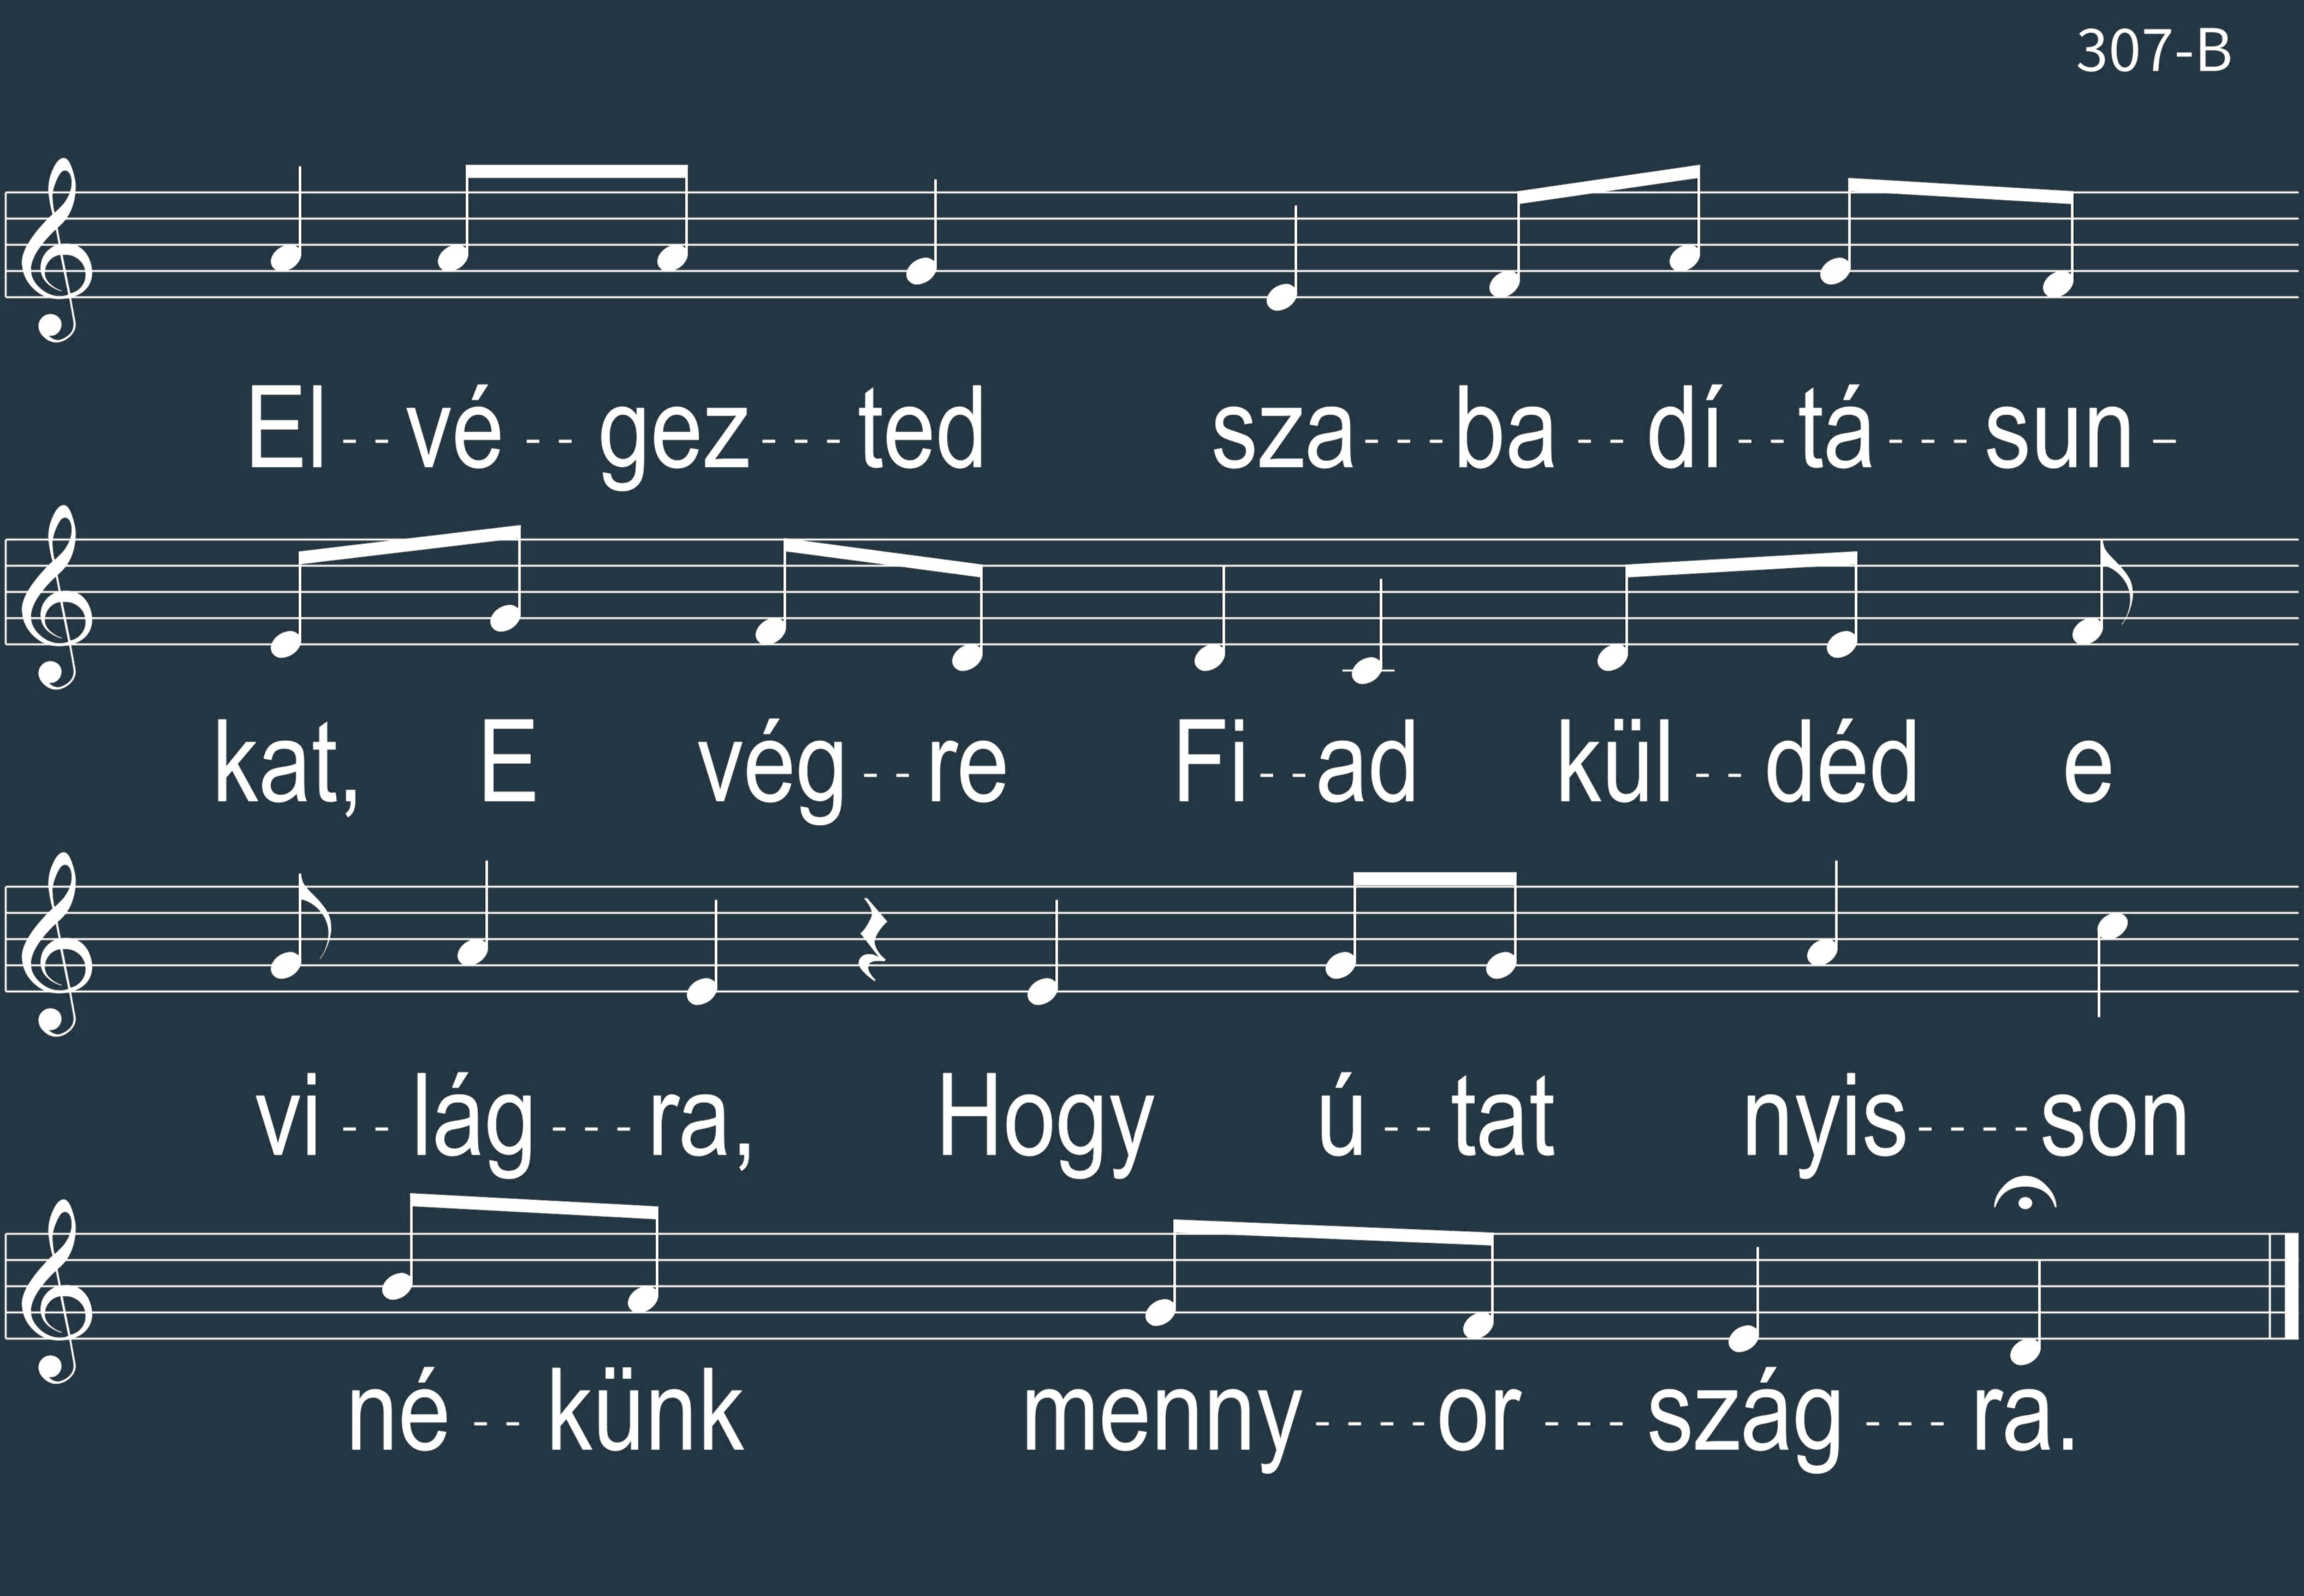 307-B
El--vé--gez---ted sza---ba--dí--tá---sun-
kat, E vég--re Fi--ad kül--déd e
vi--lág---ra, Hogy ú--tat nyis----son
né--künk menny----or---szág---ra.